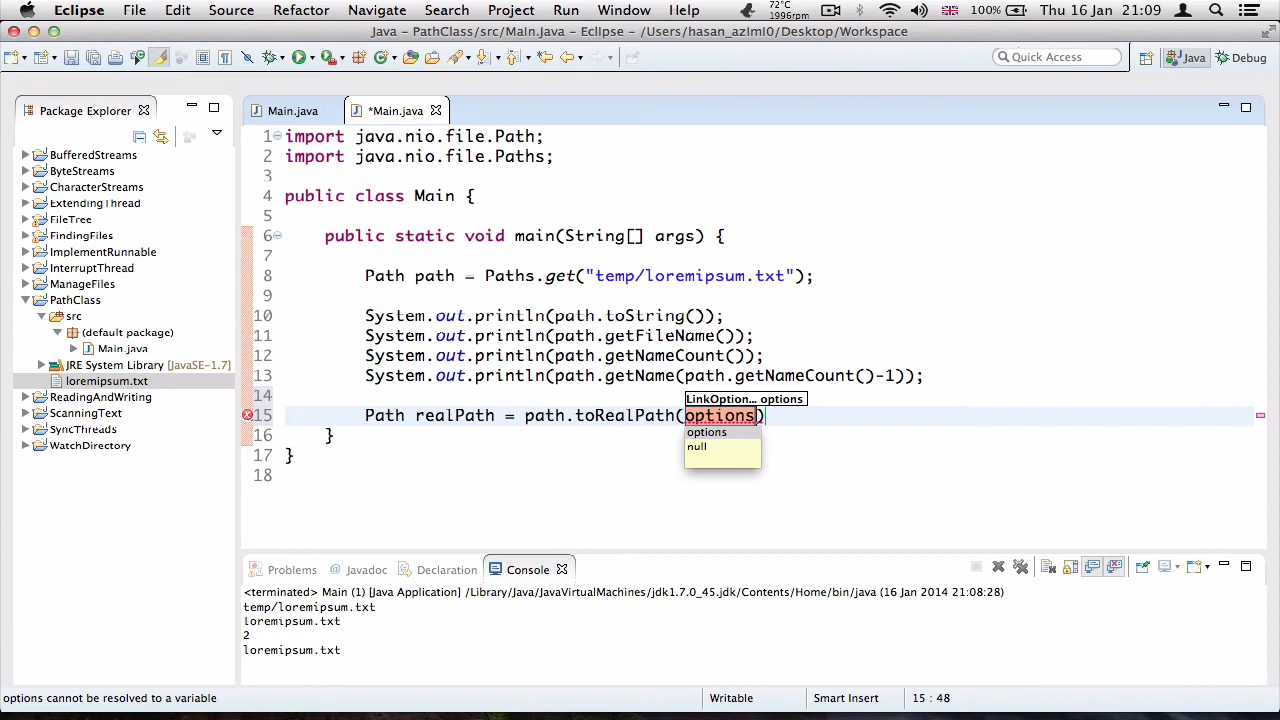 Eclipse File Edit Source Refactor Navigate Search Project Run Window Help 72°C 1996rpm 100% Thu 16 Jan 21:09
Java – PathClass/src/Main.java – Eclipse – /Users/hasan_azimi0/Desktop/Workspace
Quick Access Java Debug
Package Explorer
BufferedStreams
ByteStreams
CharacterStreams
ExtendingThread
FileTree
FindingFiles
ImplementRunnable
InterruptThread
ManageFiles
PathClass
src
(default package)
Main.java
JRE System Library [JavaSE-1.7]
loremipsum.txt
ReadingAndWriting
ScanningText
SyncThreads
WatchDirectory
Main.java *Main.java
1 import java.nio.file.Path;
2 import java.nio.file.Paths;
3
4 public class Main {
5
6 public static void main(String[] args) {
7
8 Path path = Paths.get("temp/loremipsum.txt");
9
10 System.out.println(path.toString());
11 System.out.println(path.getFileName());
12 System.out.println(path.getNameCount());
13 System.out.println(path.getName(path.getNameCount()-1));
14
LinkOption... options
15 Path realPath = path.toRealPath(options)
options
null
16 }
17 }
18
Problems Javadoc Declaration Console
<terminated> Main (1) [Java Application] /Library/Java/JavaVirtualMachines/jdk1.7.0_45.jdk/Contents/Home/bin/java (16 Jan 2014 21:08:28)
temp/loremipsum.txt
loremipsum.txt
2
loremipsum.txt
options cannot be resolved to a variable Writable Smart Insert 15 : 48